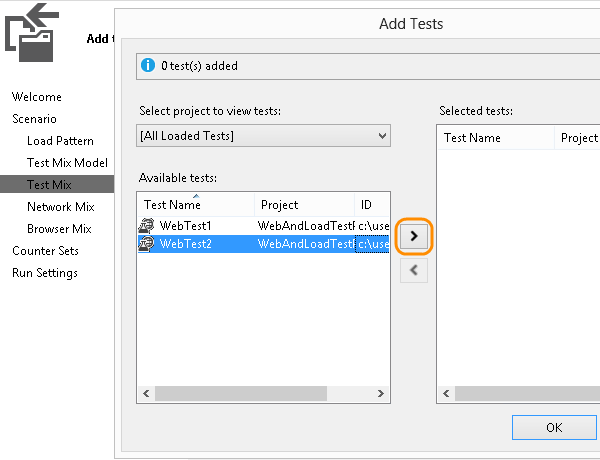 Add Tests
Add t
0 test(s) added
Welcome
Scenario
Load Pattern
Test Mix Model
Test Mix
Network Mix
Browser Mix
Counter Sets
Run Settings
Select project to view tests:
[All Loaded Tests]
Available tests:
Test Name Project ID
WebTest1 WebAndLoadTestP c:\use
WebTest2 WebAndLoadTestP c:\use
Selected tests:
Test Name Project
OK